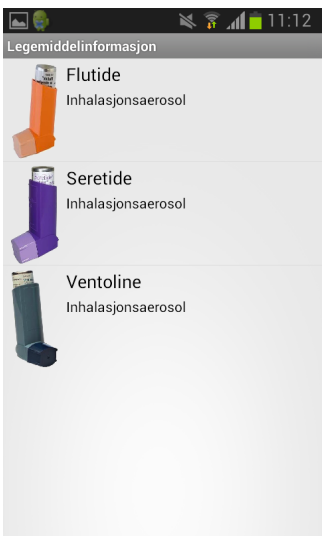 11:12
Legemiddelinformasjon
Flutide
Inhalasjonsaerosol
Seretide
Inhalasjonsaerosol
Ventoline
Inhalasjonsaerosol